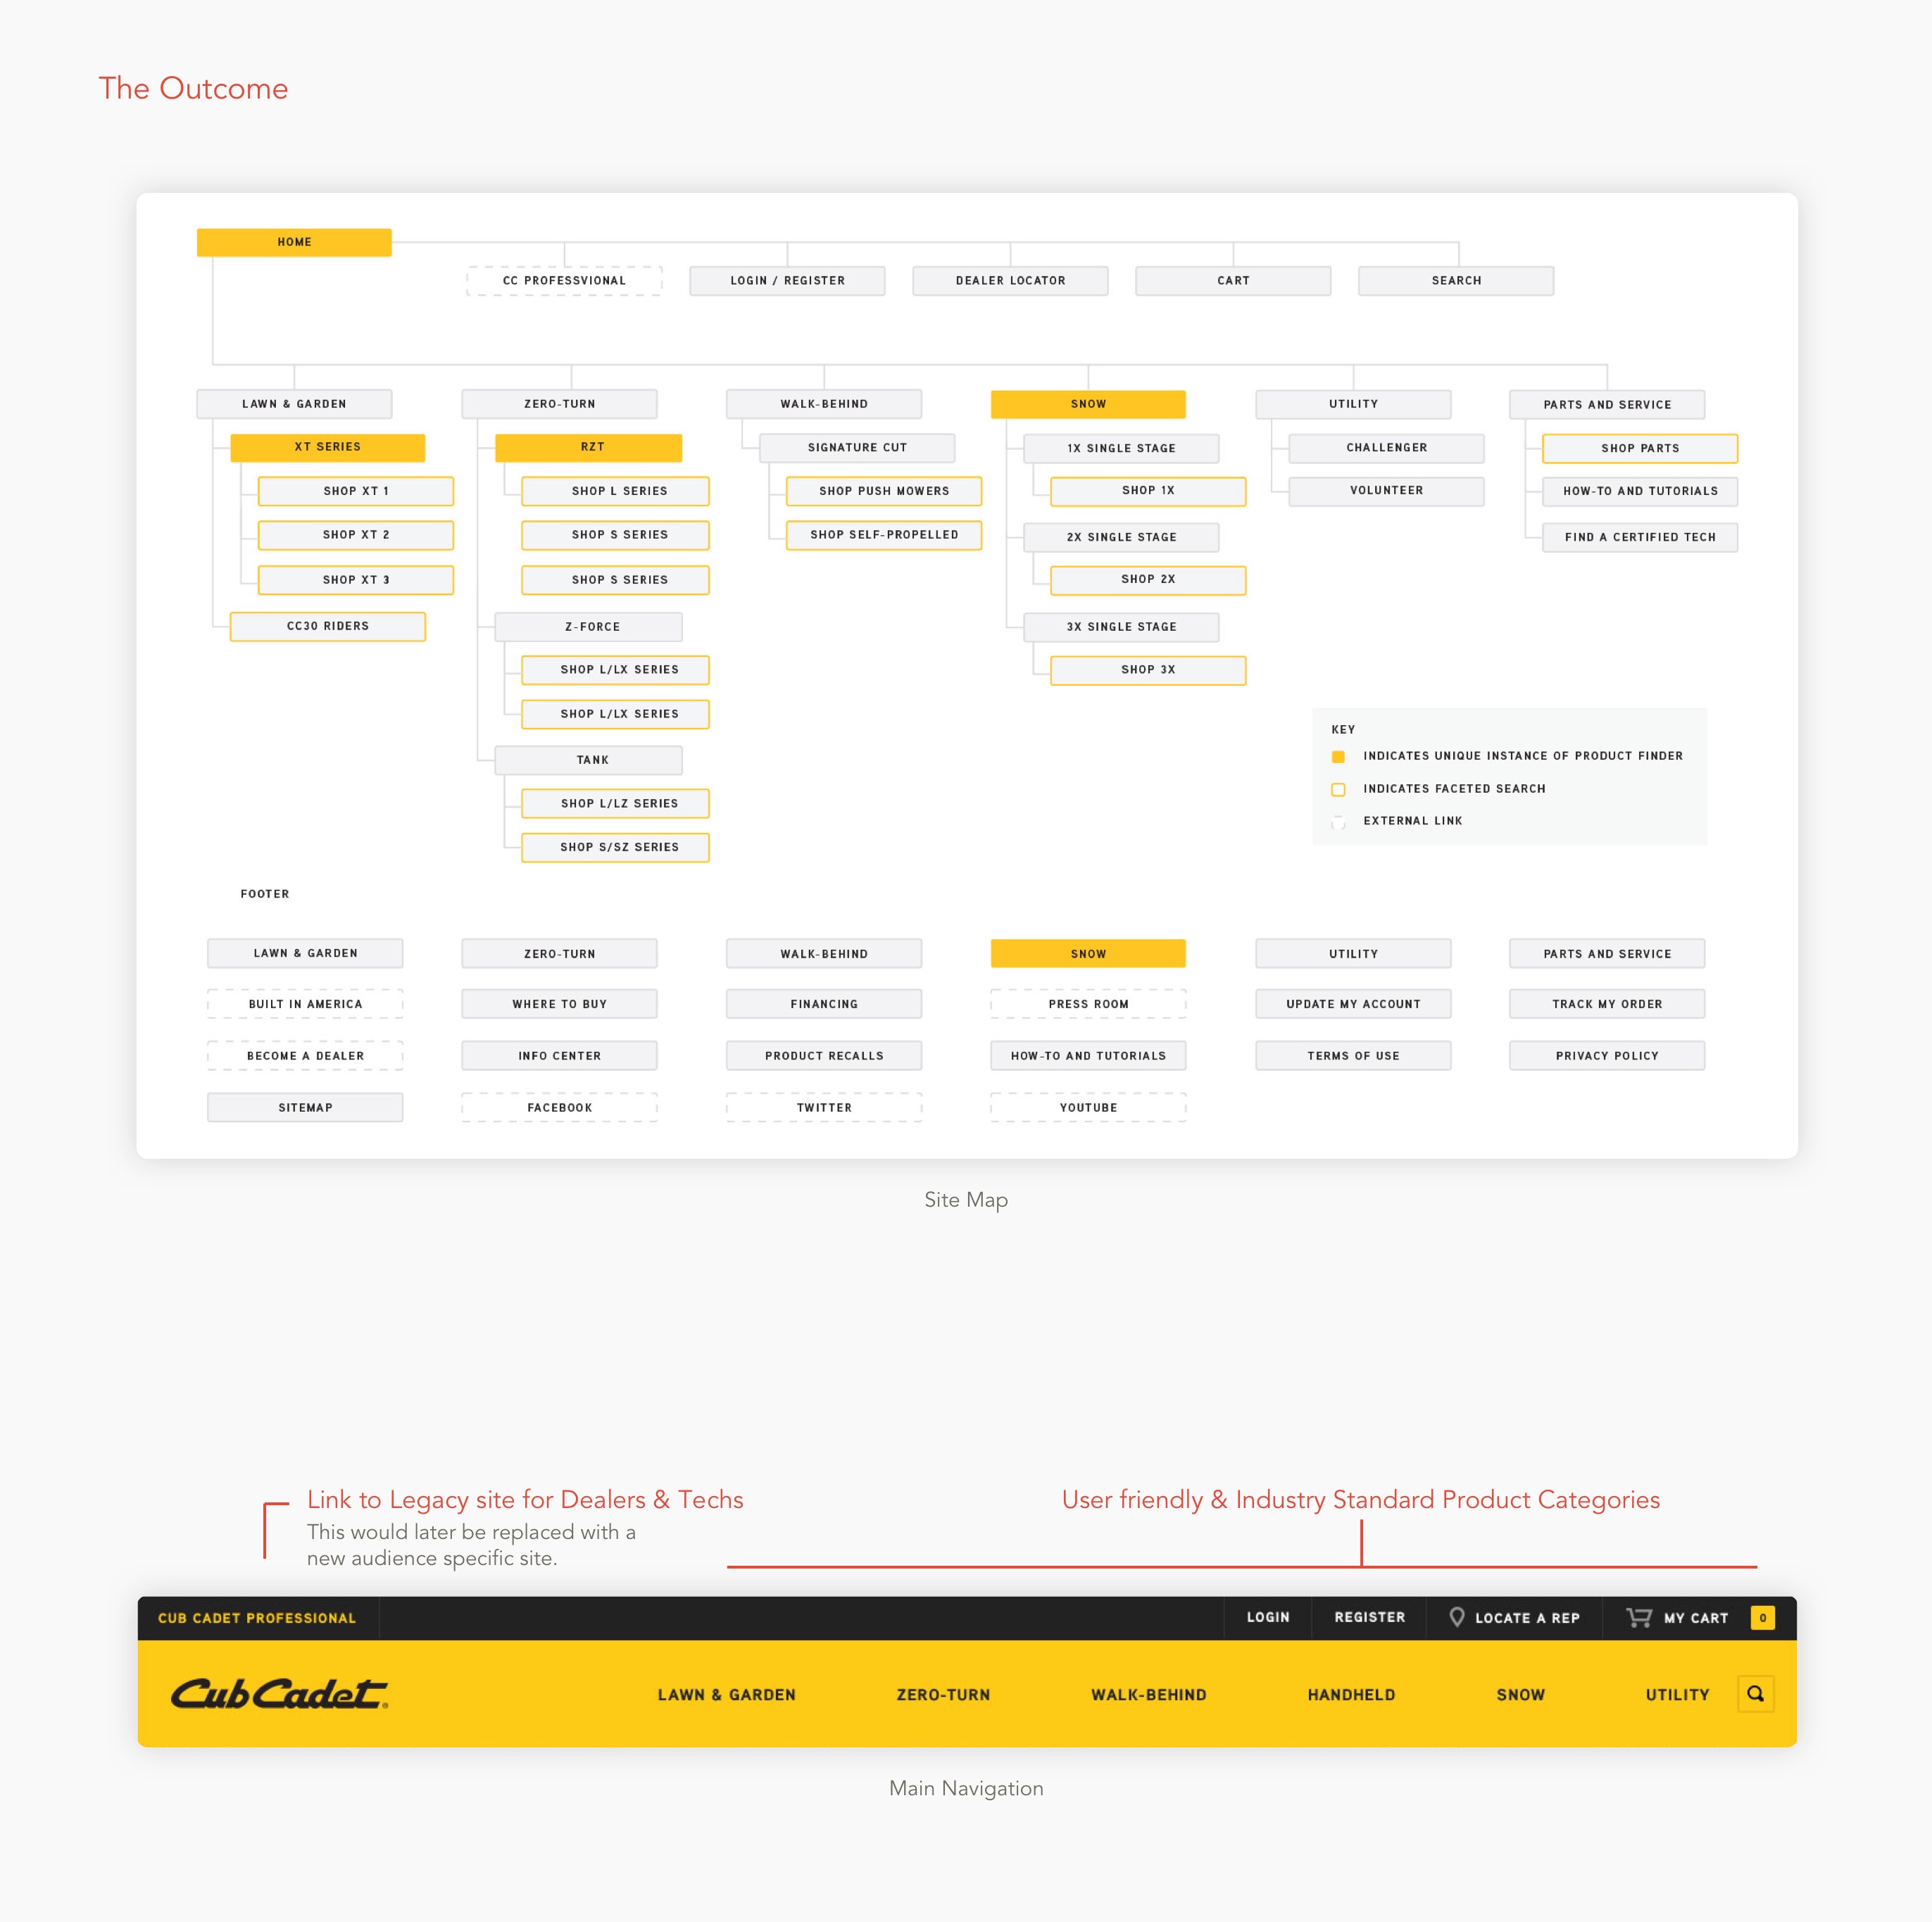 The Outcome
HOME
CC PROFESSVIONAL
LOGIN / REGISTER
DEALER LOCATOR
CART
SEARCH
LAWN & GARDEN
XT SERIES
SHOP XT 1
SHOP XT 2
SHOP XT 3
CC30 RIDERS
ZERO-TURN
RZT
SHOP L SERIES
SHOP S SERIES
SHOP S SERIES
Z-FORCE
SHOP L/LX SERIES
SHOP L/LX SERIES
TANK
SHOP L/LZ SERIES
SHOP S/SZ SERIES
WALK-BEHIND
SIGNATURE CUT
SHOP PUSH MOWERS
SHOP SELF-PROPELLED
SNOW
1X SINGLE STAGE
SHOP 1X
2X SINGLE STAGE
SHOP 2X
3X SINGLE STAGE
SHOP 3X
UTILITY
CHALLENGER
VOLUNTEER
PARTS AND SERVICE
SHOP PARTS
HOW-TO AND TUTORIALS
FIND A CERTIFIED TECH
KEY
INDICATES UNIQUE INSTANCE OF PRODUCT FINDER
INDICATES FACETED SEARCH
EXTERNAL LINK
FOOTER
LAWN & GARDEN
ZERO-TURN
WALK-BEHIND
SNOW
UTILITY
PARTS AND SERVICE
BUILT IN AMERICA
WHERE TO BUY
FINANCING
PRESS ROOM
UPDATE MY ACCOUNT
TRACK MY ORDER
BECOME A DEALER
INFO CENTER
PRODUCT RECALLS
HOW-TO AND TUTORIALS
TERMS OF USE
PRIVACY POLICY
SITEMAP
FACEBOOK
TWITTER
YOUTUBE
Site Map
Link to Legacy site for Dealers & Techs
This would later be replaced with a
new audience specific site.
User friendly & Industry Standard Product Categories
CUB CADET PROFESSIONAL
LOGIN
REGISTER
LOCATE A REP
MY CART
0
Cub Cadet®
LAWN & GARDEN
ZERO-TURN
WALK-BEHIND
HANDHELD
SNOW
UTILITY
Main Navigation